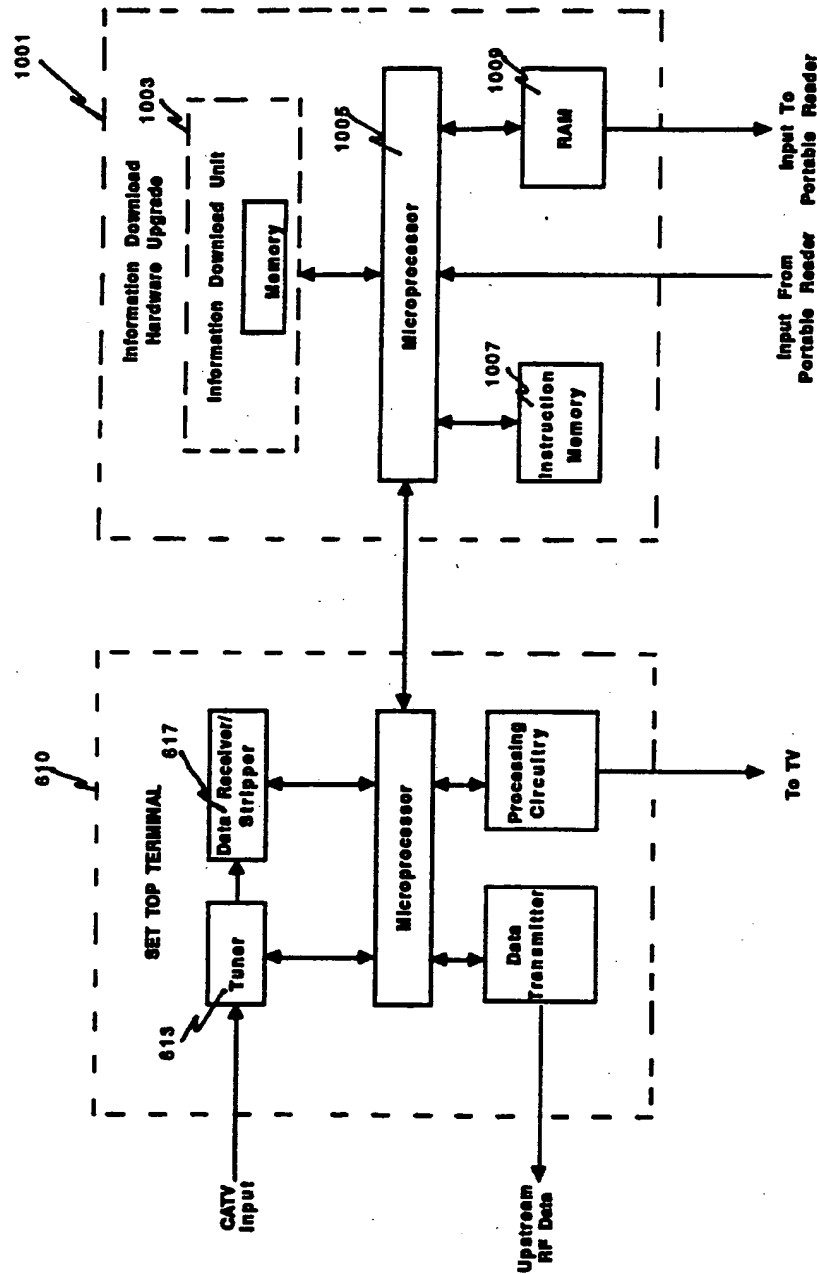 610
SET TOP TERMINAL
617
Data Receiver/
Stripper
Tuner
613
CATV
Input
Microprocessor
Data
Transmitter
Processing
Circuitry
Upstream
RF Data
To TV
1001
Information Download
Hardware Upgrade
1003
Information Download Unit
Memory
1005
Microprocessor
1007
Instruction
Memory
1009
RAM
Input From
Portable Reader
Input To
Portable Reader